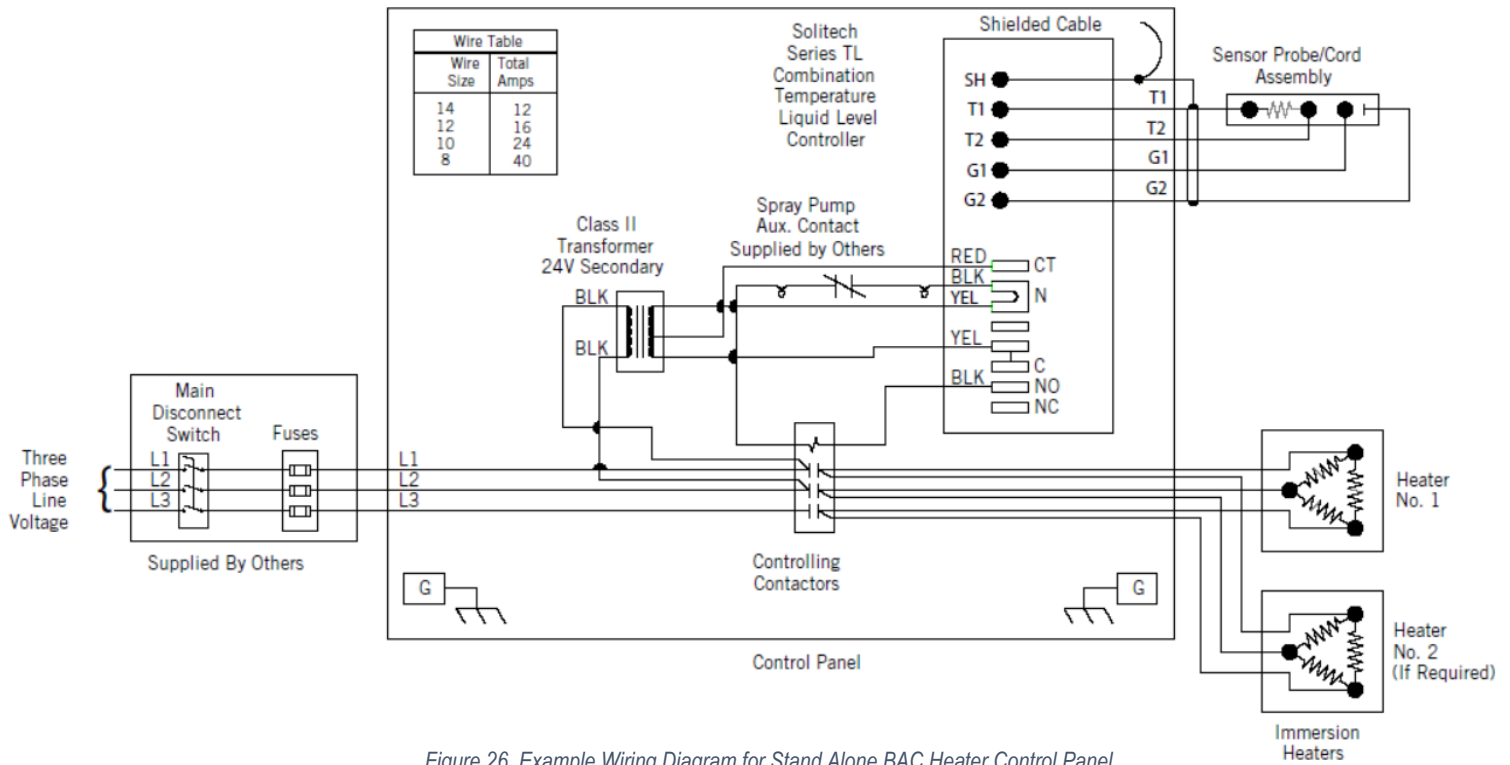 Wire Table
Wire Size
Total Amps
14 12
12 16
10 24
8 40
Solitech
Series TL
Combination
Temperature
Liquid Level
Controller
Shielded Cable
SH
T1
T2
G1
G2
T1
T2
G1
G2
Sensor Probe/Cord
Assembly
Class II
Transformer
24V Secondary
Spray Pump
Aux. Contact
Supplied by Others
RED
CT
BLK
N
YEL
YEL
C
BLK
NO
NC
BLK
BLK
Main
Disconnect
Switch
Fuses
Three
Phase
Line
Voltage
L1
L2
L3
L1
L2
L3
Supplied By Others
Controlling
Contactors
G
G
Control Panel
Heater
No. 1
Heater
No. 2
(If Required)
Immersion
Heaters
Figure 26. Example Wiring Diagram for Stand Alone BAC Heater Control Panel